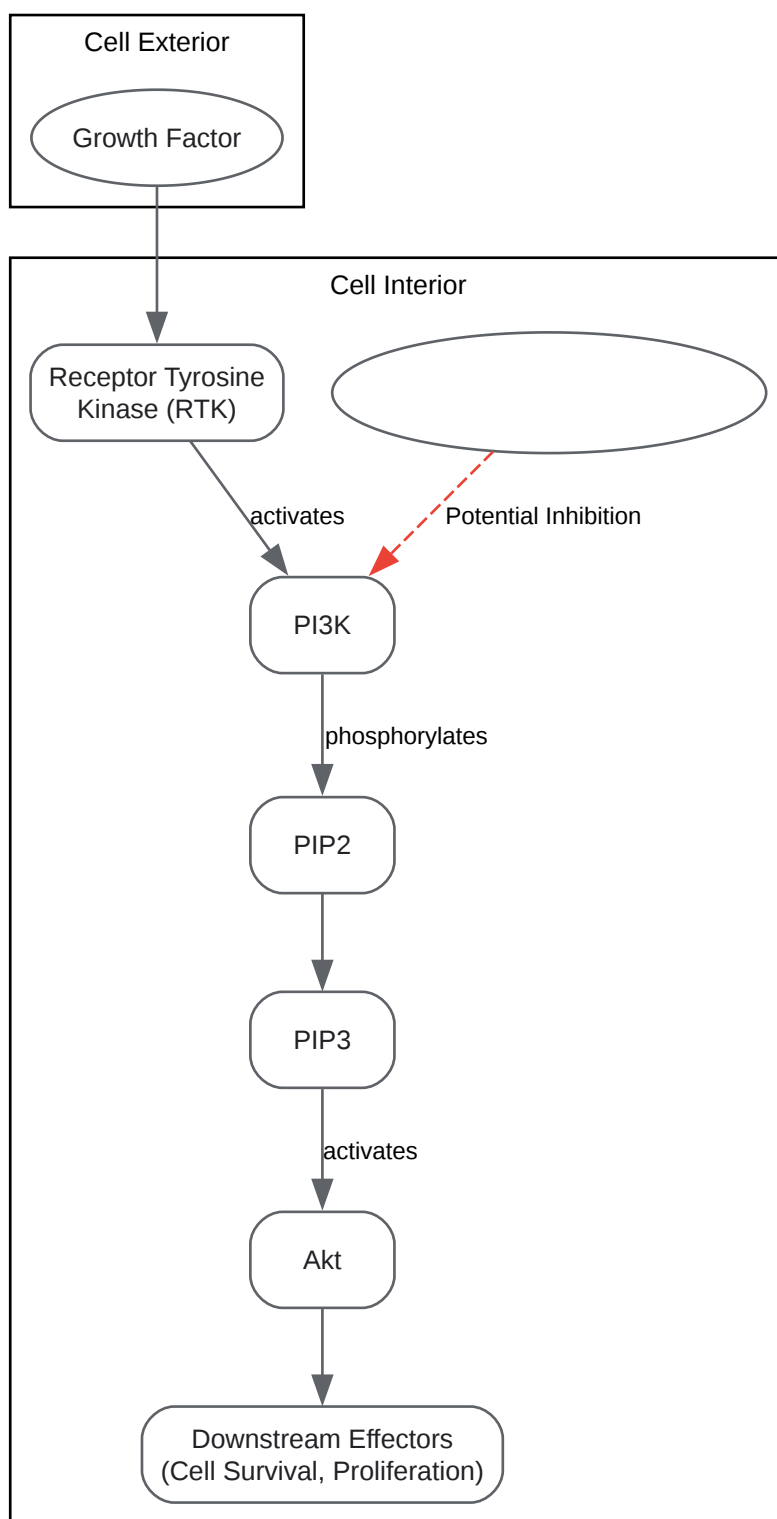 Cell Exterior
Growth Factor
Cell Interior
Receptor Tyrosine
Kinase (RTK)
activates
Potential Inhibition
PI3K
phosphorylates
PIP2
PIP3
activates
Akt
Downstream Effectors
(Cell Survival, Proliferation)